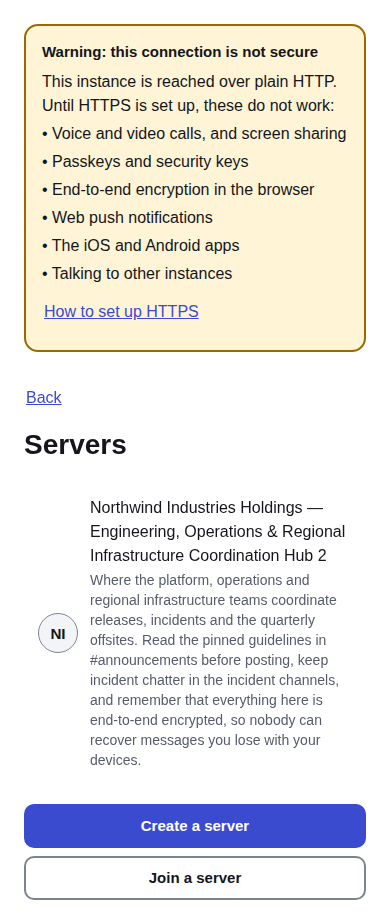 Warning: this connection is not secure
This instance is reached over plain HTTP.
Until HTTPS is set up, these do not work:
• Voice and video calls, and screen sharing
• Passkeys and security keys
• End-to-end encryption in the browser
• Web push notifications
• The iOS and Android apps
• Talking to other instances
How to set up HTTPS
Back
Servers
Northwind Industries Holdings —
Engineering, Operations & Regional
Infrastructure Coordination Hub 2
NI
Where the platform, operations and
regional infrastructure teams coordinate
releases, incidents and the quarterly
offsites. Read the pinned guidelines in
#announcements before posting, keep
incident chatter in the incident channels,
and remember that everything here is
end-to-end encrypted, so nobody can
recover messages you lose with your
devices.
Create a server
Join a server